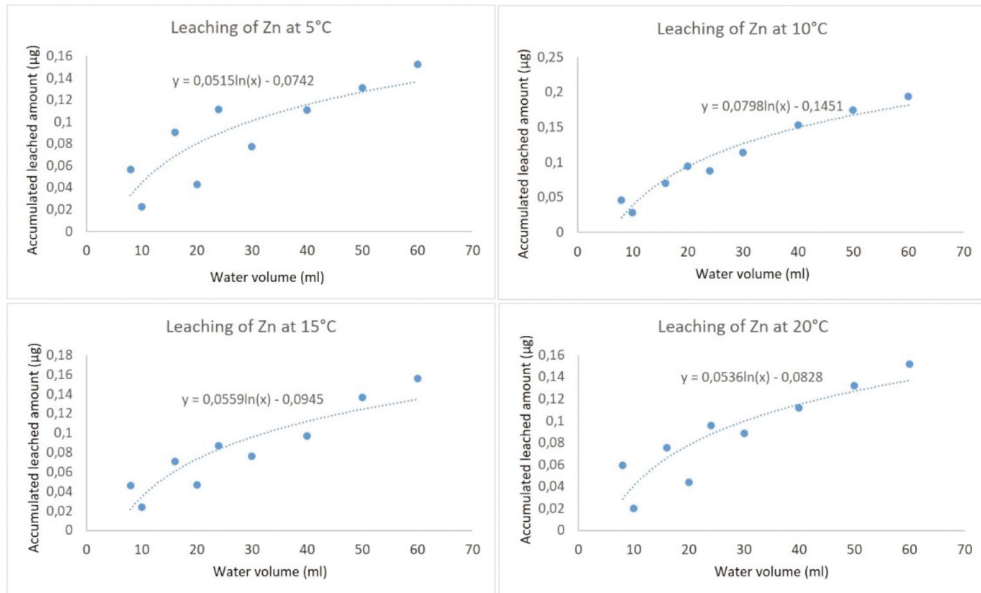 Leaching of Zn at 5°C
Accumulated leached amount (µg)
0,16
0,14
0,12
0,1
0,08
0,06
0,04
0,02
0
y = 0,0515ln(x) - 0,0742
0 10 20 30 40 50 60 70
Water volume (ml)
Leaching of Zn at 10°C
Accumulated leached amount (µg)
0,25
0,2
0,15
0,1
0,05
0
y = 0,0798ln(x) - 0,1451
0 10 20 30 40 50 60 70
Water volume (ml)
Leaching of Zn at 15°C
Accumulated leached amount (µg)
0,18
0,16
0,14
0,12
0,1
0,08
0,06
0,04
0,02
0
y = 0,0559ln(x) - 0,0945
0 10 20 30 40 50 60 70
Water volume (ml)
Leaching of Zn at 20°C
Accumulated leached amount (µg)
0,16
0,14
0,12
0,1
0,08
0,06
0,04
0,02
0
y = 0,0536ln(x) - 0,0828
0 10 20 30 40 50 60 70
Water volume (ml)